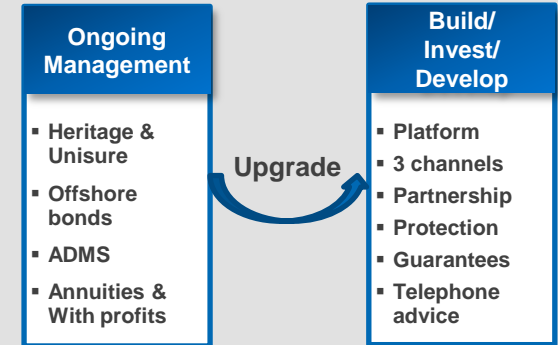 Ongoing
Management
▪ Heritage &
Unisure
▪ Offshore
bonds
▪ ADMS
▪ Annuities &
With profits
Upgrade
Build/
Invest/
Develop
▪ Platform
▪ 3 channels
▪ Partnership
▪ Protection
▪ Guarantees
▪ Telephone
advice